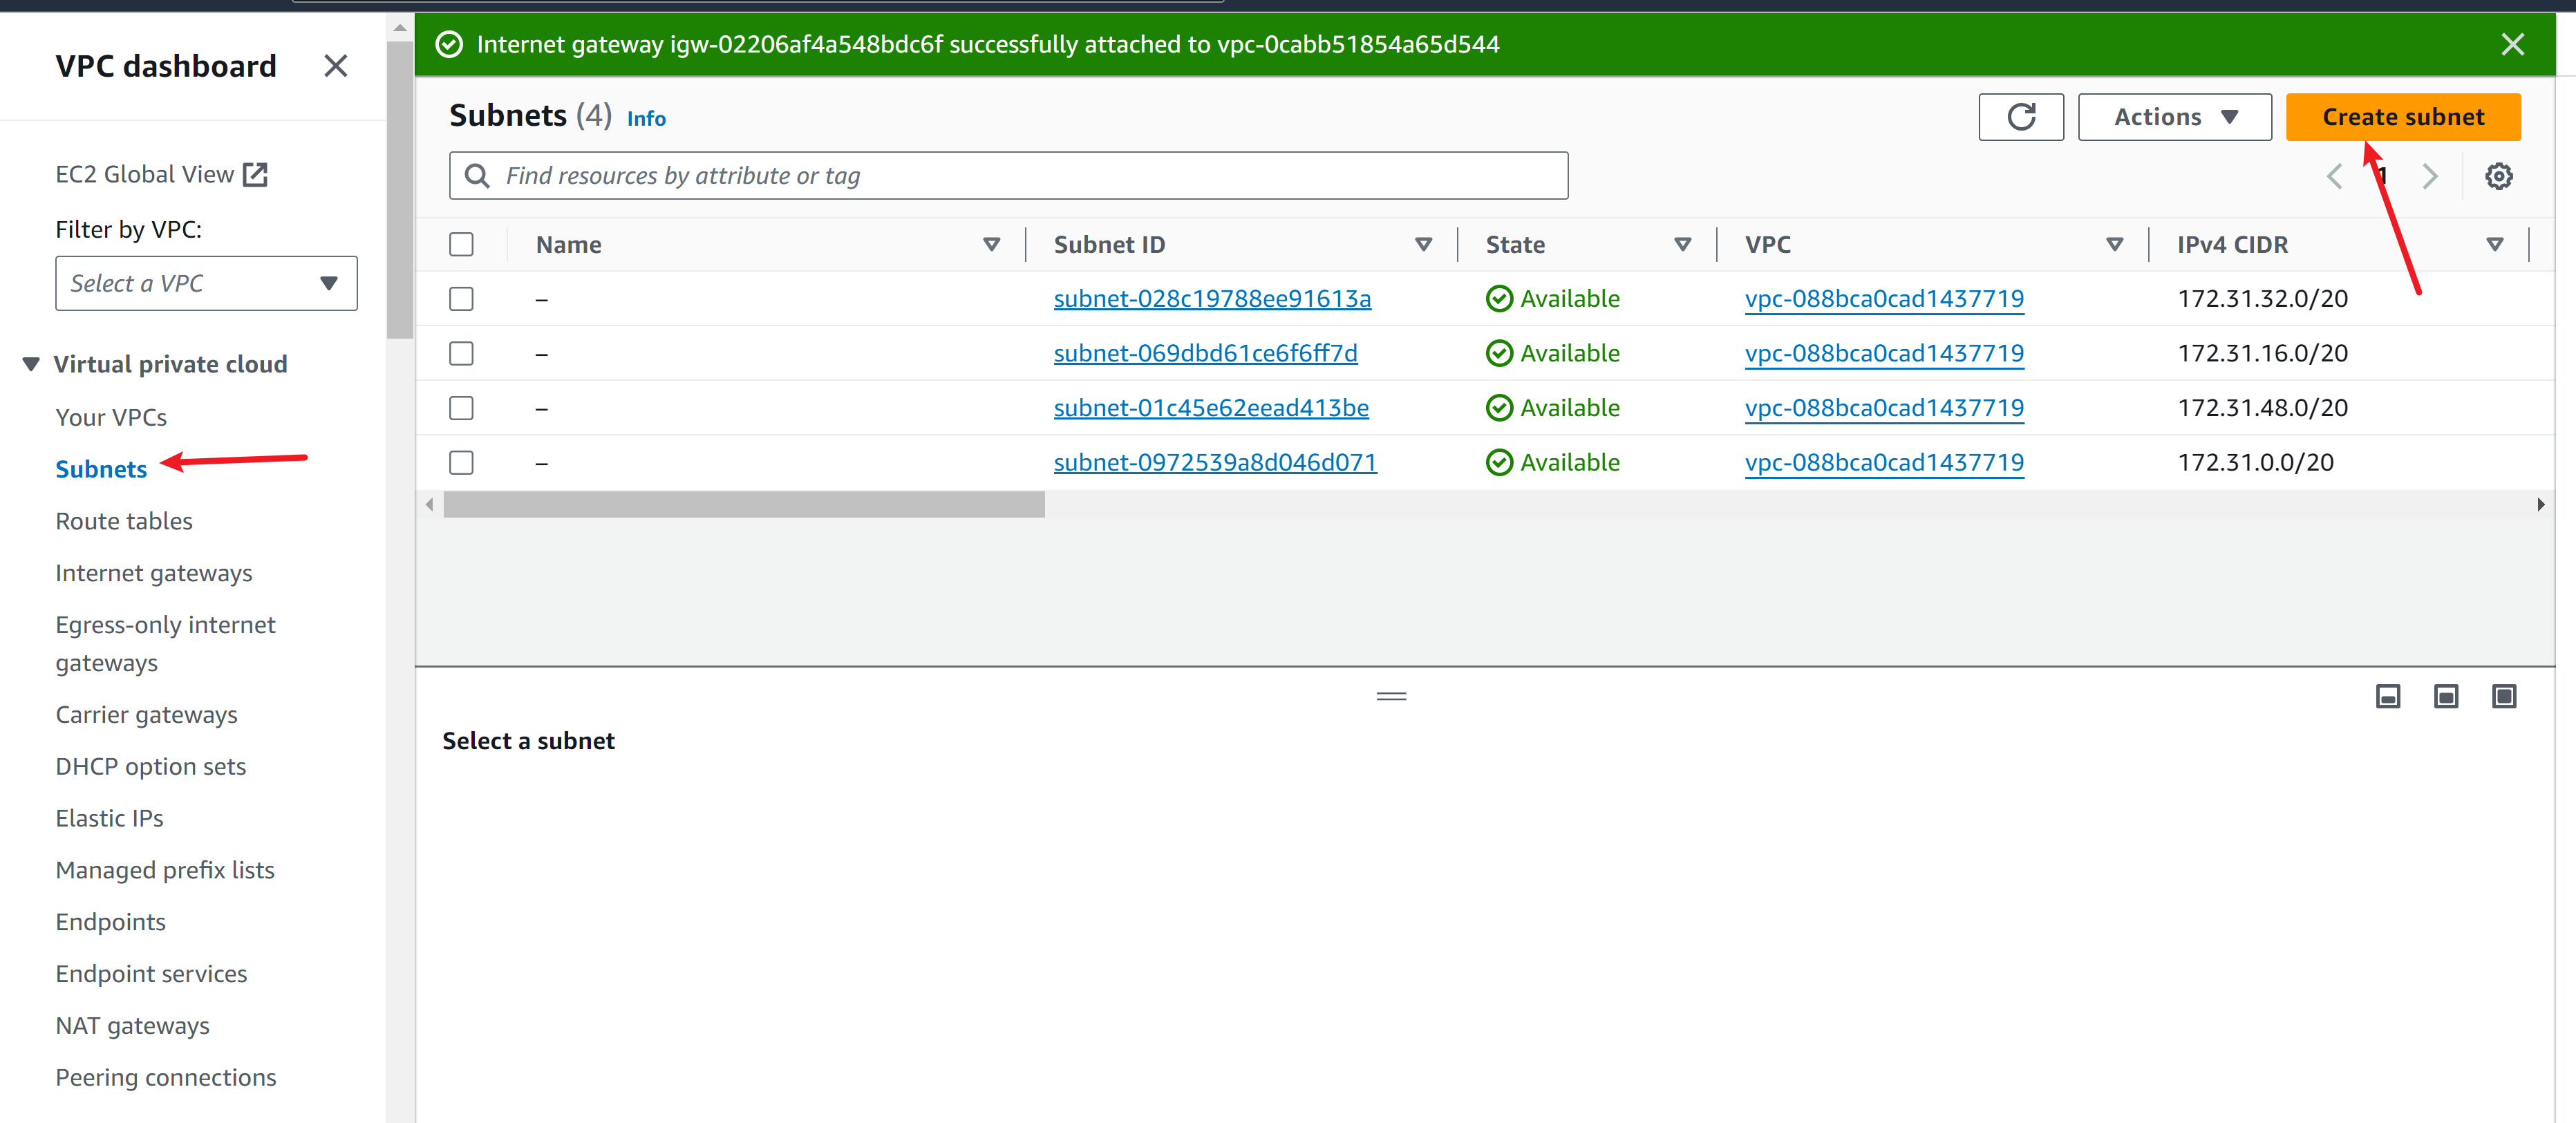 Internet gateway igw-02206af4a548bdc6f successfully attached to vpc-0cabb51854a65d544
VPC dashboard
EC2 Global View
Filter by VPC:
Select a VPC
Virtual private cloud
Your VPCs
Subnets
Route tables
Internet gateways
Egress-only internet
gateways
Carrier gateways
DHCP option sets
Elastic IPs
Managed prefix lists
Endpoints
Endpoint services
NAT gateways
Peering connections
Subnets (4) Info
Actions
Create subnet
Find resources by attribute or tag
1
Name Subnet ID State VPC IPv4 CIDR
– subnet-028c19788ee91613a Available vpc-088bca0cad1437719 172.31.32.0/20
– subnet-069dbd61ce6f6ff7d Available vpc-088bca0cad1437719 172.31.16.0/20
– subnet-01c45e62eead413be Available vpc-088bca0cad1437719 172.31.48.0/20
– subnet-0972539a8d046d071 Available vpc-088bca0cad1437719 172.31.0.0/20
Select a subnet